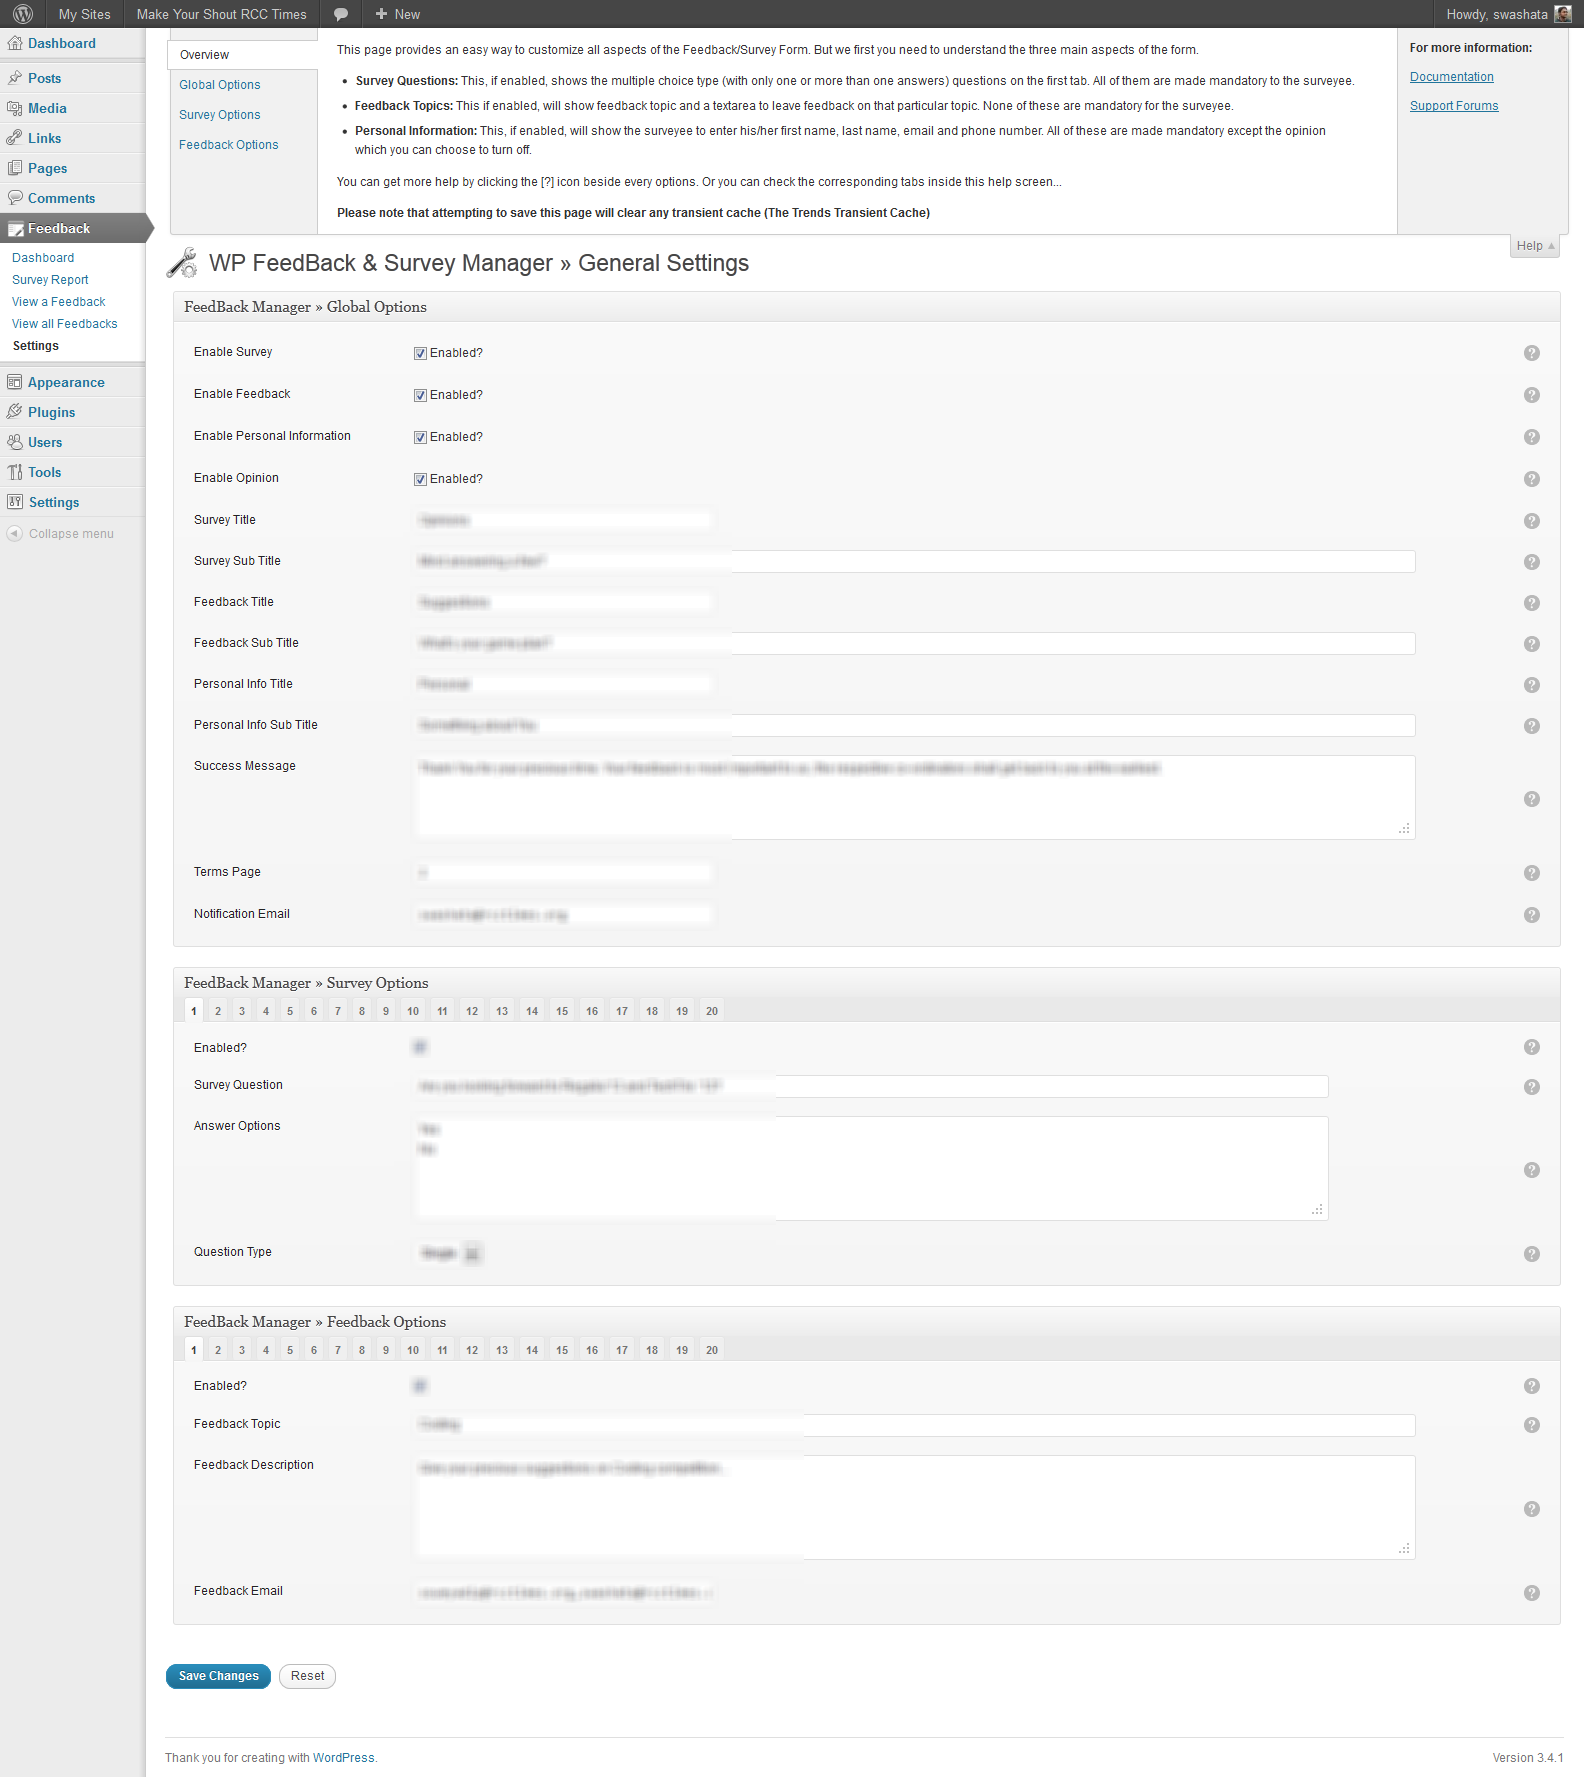 My Sites
Make Your Shout RCC Times
New
Howdy, swashata
Dashboard
Posts
Media
Links
Pages
Comments
Feedback
Dashboard
Survey Report
View a Feedback
View all Feedbacks
Settings
Appearance
Plugins
Users
Tools
Settings
Collapse menu
Overview
Global Options
Survey Options
Feedback Options
This page provides an easy way to customize all aspects of the Feedback/Survey Form. But we first you need to understand the three main aspects of the form.
Survey Questions: This, if enabled, shows the multiple choice type (with only one or more than one answers) questions on the first tab. All of them are made mandatory to the surveyee.
Feedback Topics: This if enabled, will show feedback topic and a textarea to leave feedback on that particular topic. None of these are mandatory for the surveyee.
Personal Information: This, if enabled, will show the surveyee to enter his/her first name, last name, email and phone number. All of these are made mandatory except the opinion
which you can choose to turn off.
You can get more help by clicking the [?] icon beside every options. Or you can check the corresponding tabs inside this help screen...
Please note that attempting to save this page will clear any transient cache (The Trends Transient Cache)
For more information:
Documentation
Support Forums
Help
WP FeedBack & Survey Manager » General Settings
FeedBack Manager » Global Options
Enable Survey Enabled? ?
Enable Feedback Enabled? ?
Enable Personal Information Enabled? ?
Enable Opinion Enabled? ?
Survey Title ?
Survey Sub Title ?
Feedback Title ?
Feedback Sub Title ?
Personal Info Title ?
Personal Info Sub Title ?
Success Message ?
Terms Page ?
Notification Email ?
FeedBack Manager » Survey Options
1 2 3 4 5 6 7 8 9 10 11 12 13 14 15 16 17 18 19 20
Enabled? ?
Survey Question ?
Answer Options ?
Question Type ?
FeedBack Manager » Feedback Options
1 2 3 4 5 6 7 8 9 10 11 12 13 14 15 16 17 18 19 20
Enabled? ?
Feedback Topic ?
Feedback Description ?
Feedback Email ?
Save Changes Reset
Thank you for creating with WordPress.
Version 3.4.1